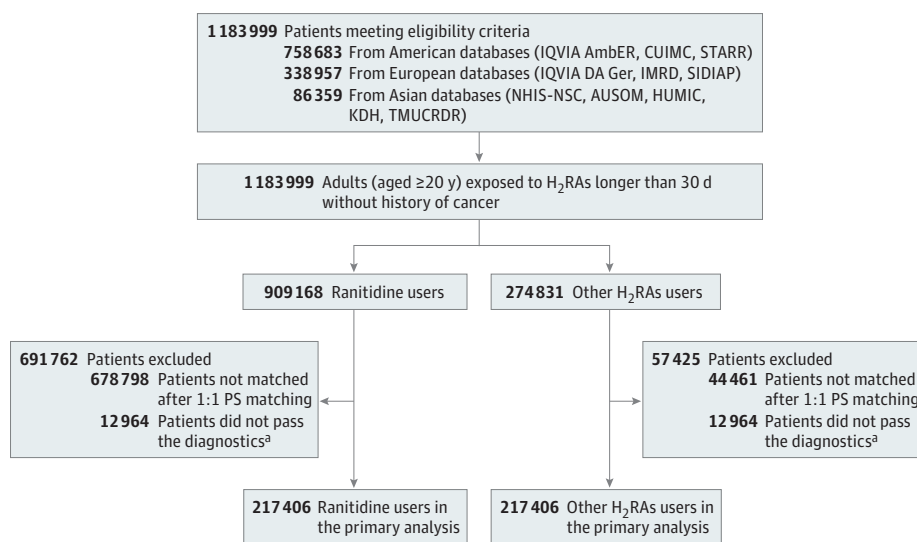 1183999 Patients meeting eligibility criteria
758683 From American databases (IQVIA AmbER, CUIMC, STARR)
338957 From European databases (IQVIA DA Ger, IMRD, SIDIAP)
86359 From Asian databases (NHIS-NSC, AUSOM, HUMIC,
KDH, TMUCRDR)
1183999 Adults (aged ≥20 y) exposed to H₂RAs longer than 30 d
without history of cancer
909168 Ranitidine users
274831 Other H₂RAs users
691762 Patients excluded
678798 Patients not matched
after 1:1 PS matching
12964 Patients did not pass
the diagnosticsᵃ
57425 Patients excluded
44461 Patients not matched
after 1:1 PS matching
12964 Patients did not pass
the diagnosticsᵃ
217406 Ranitidine users in
the primary analysis
217406 Other H₂RAs users in
the primary analysis